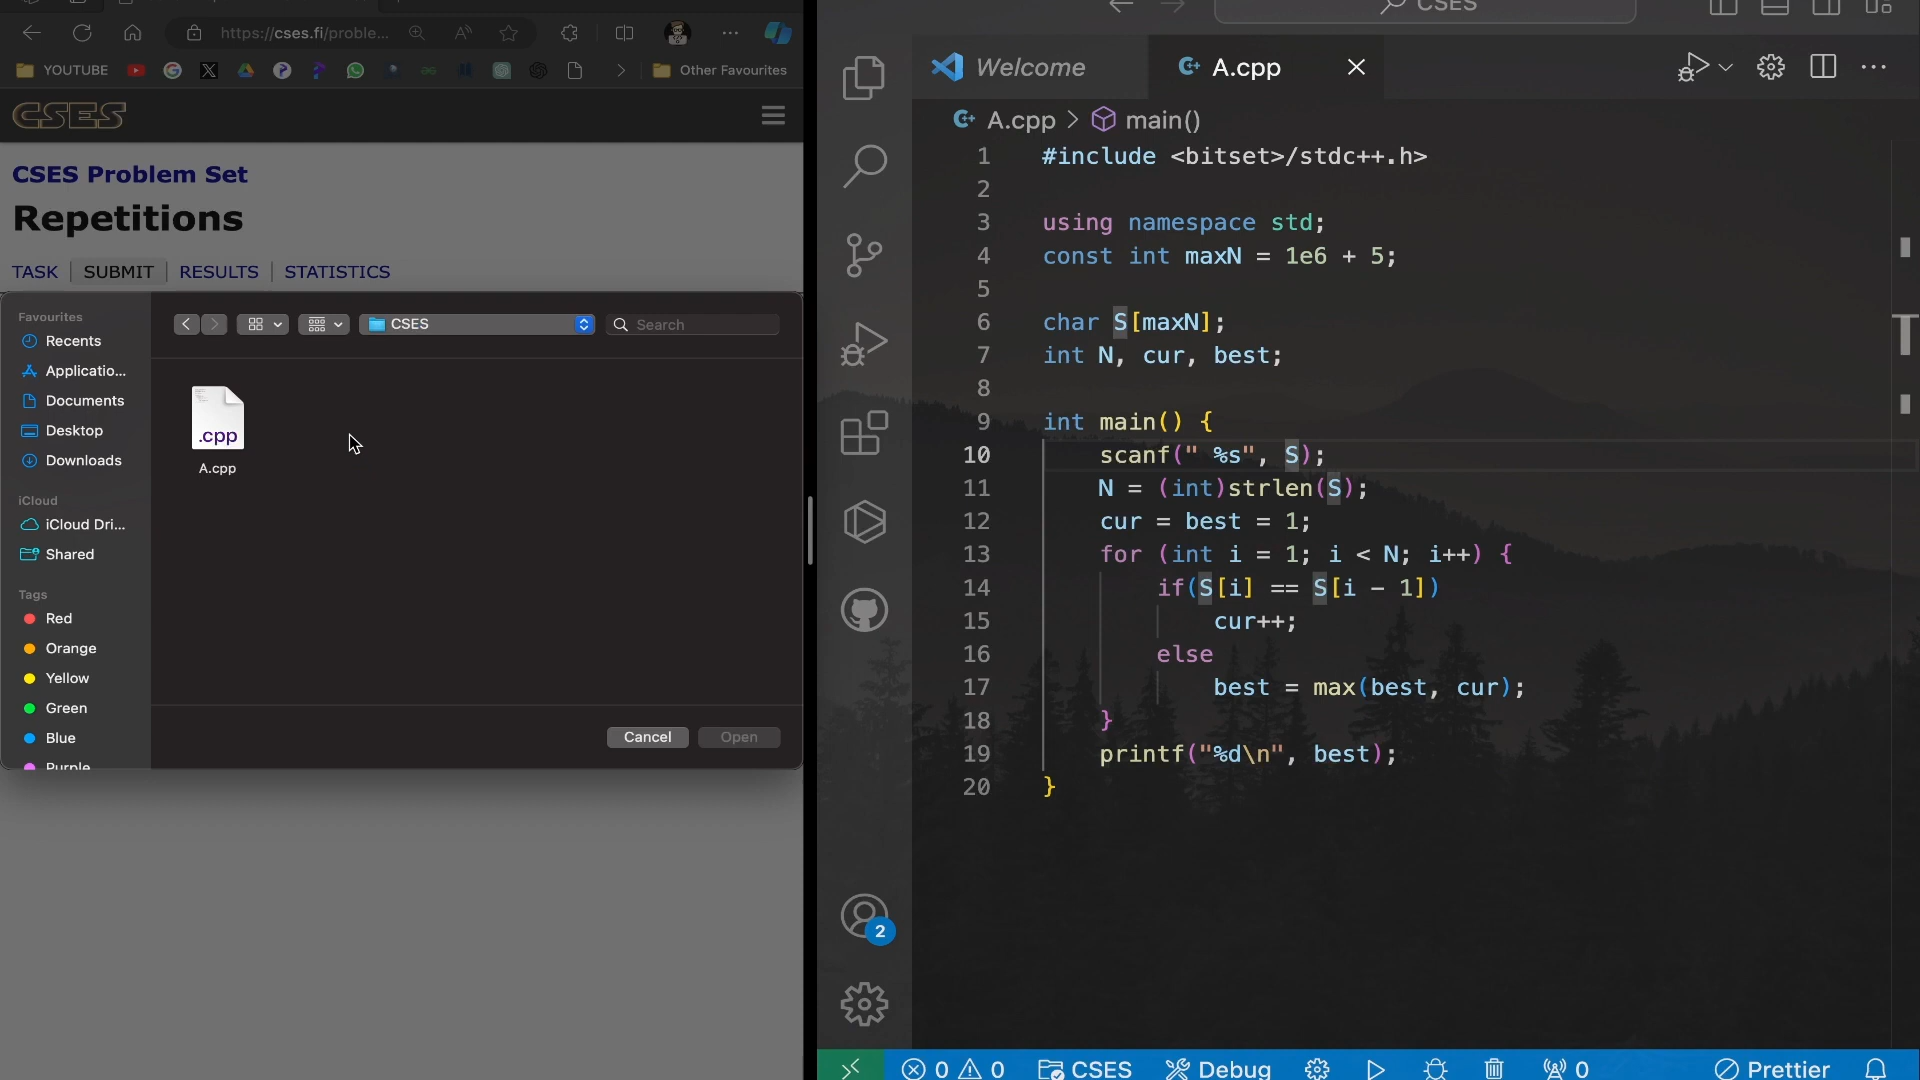 https://cses.fi/proble...
YOUTUBE
Other Favourites
CSES
CSES Problem Set
Repetitions
TASK
SUBMIT
RESULTS
STATISTICS
Favourites
Recents
Applicatio...
Documents
Desktop
Downloads
iCloud
iCloud Dri...
Shared
Tags
Red
Orange
Yellow
Green
Blue
Purple
CSES
Search
.cpp
A.cpp
Cancel
Open
CSES
Welcome
A.cpp
A.cpp > main()
1 #include <bitset>/stdc++.h>
2
3 using namespace std;
4 const int maxN = 1e6 + 5;
5
6 char S[maxN];
7 int N, cur, best;
8
9 int main() {
10 scanf(" %s", S);
11 N = (int)strlen(S);
12 cur = best = 1;
13 for (int i = 1; i < N; i++) {
14 if(S[i] == S[i - 1])
15 cur++;
16 else
17 best = max(best, cur);
18 }
19 printf("%d\n", best);
20 }
2
0
0
CSES
Debug
0
Prettier